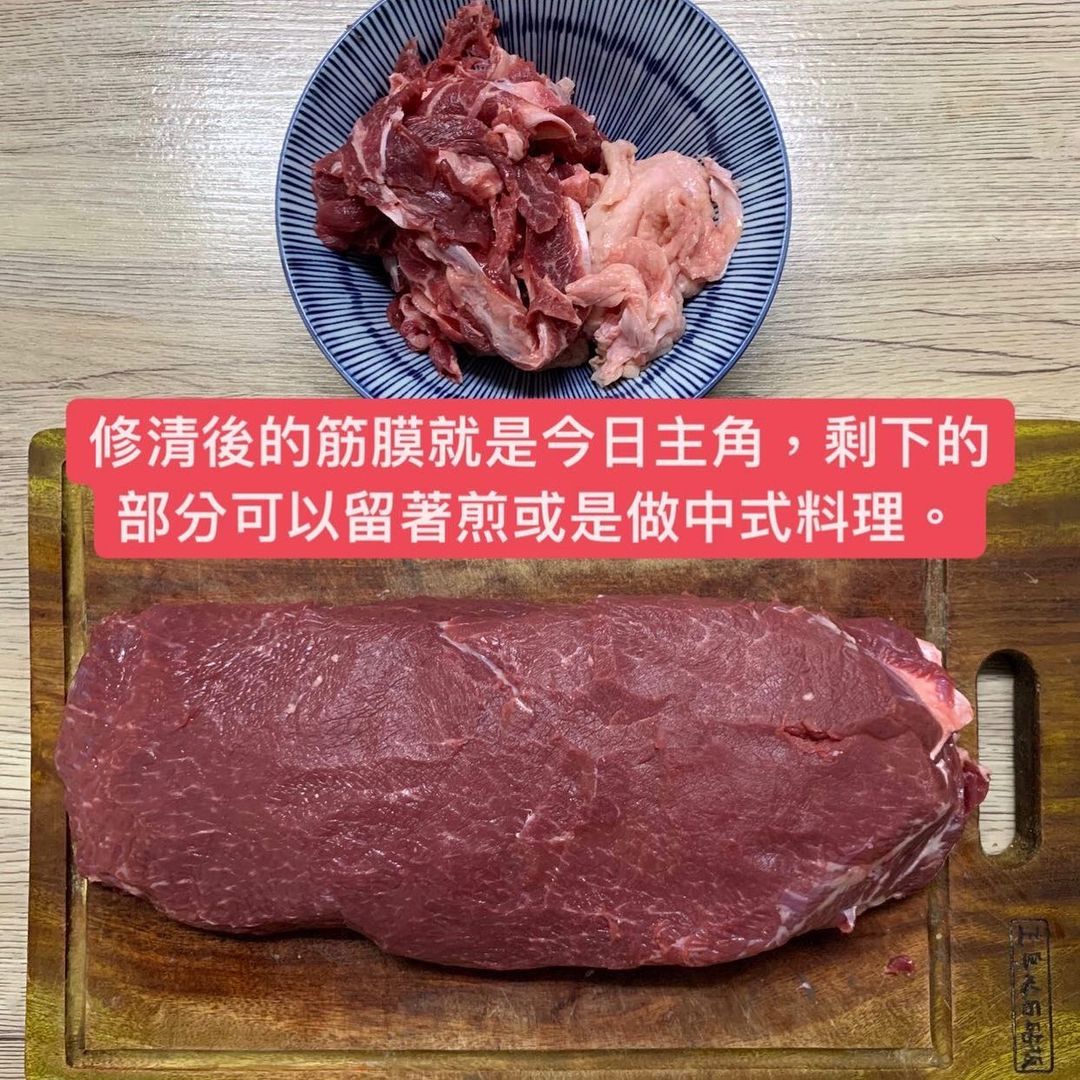 修清後的筋膜就是今日主角，剩下的
部分可以留著煎或是做中式料理。